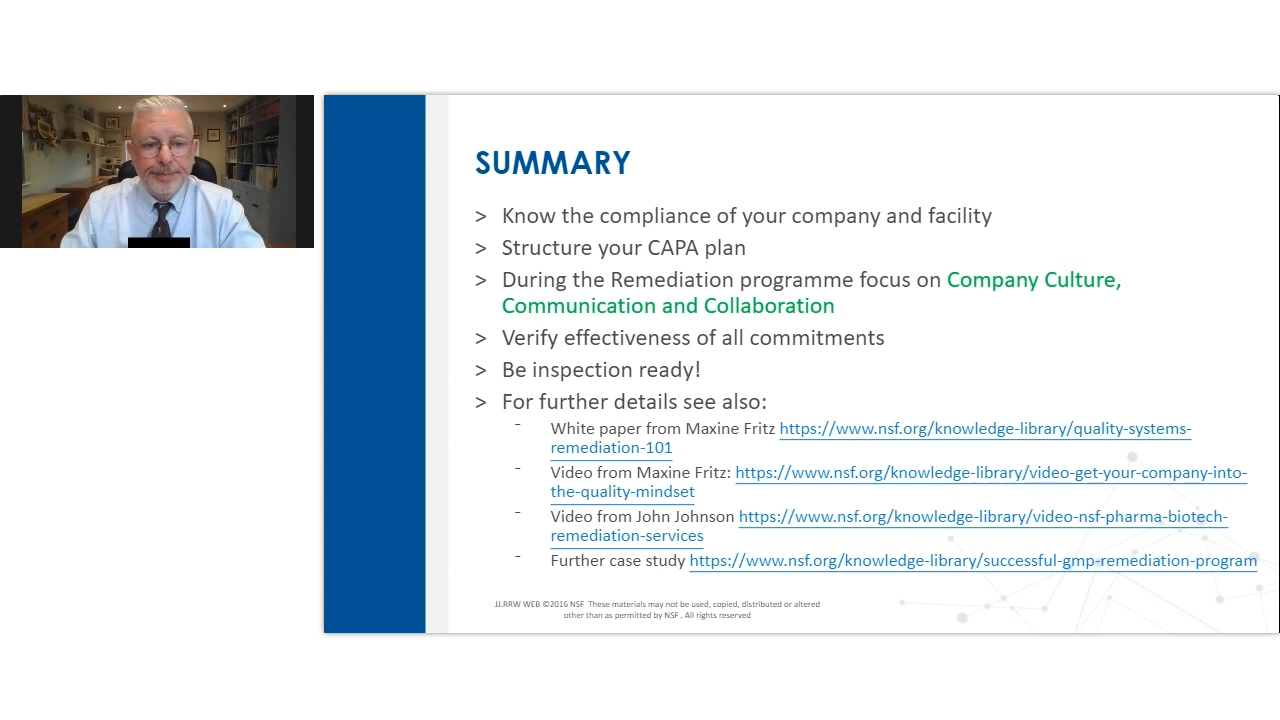 SUMMARY
> Know the compliance of your company and facility
> Structure your CAPA plan
> During the Remediation programme focus on Company Culture,
Communication and Collaboration
> Verify effectiveness of all commitments
> Be inspection ready!
> For further details see also:
- White paper from Maxine Fritz https://www.nsf.org/knowledge-library/quality-systems-
remediation-101
- Video from Maxine Fritz: https://www.nsf.org/knowledge-library/video-get-your-company-into-
the-quality-mindset
- Video from John Johnson https://www.nsf.org/knowledge-library/video-nsf-pharma-biotech-
remediation-services
- Further case study https://www.nsf.org/knowledge-library/successful-gmp-remediation-program
JJ.RRW WEB ©2016 NSF These materials may not be used, copied, distributed or altered
other than as permitted by NSF . All rights reserved